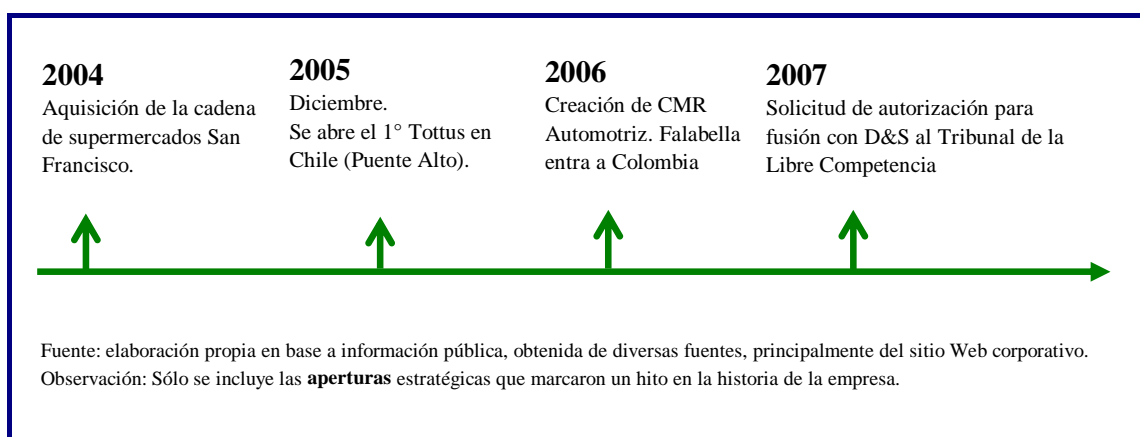 2004
Aquisición de la cadena
de supermercados San
Francisco.
2005
Diciembre.
Se abre el 1° Tottus en
Chile (Puente Alto).
2006
Creación de CMR
Automotriz. Falabella
entra a Colombia
2007
Solicitud de autorización para
fusión con D&S al Tribunal de la
Libre Competencia
Fuente: elaboración propia en base a información pública, obtenida de diversas fuentes, principalmente del sitio Web corporativo.
Observación: Sólo se incluye las aperturas estratégicas que marcaron un hito en la historia de la empresa.